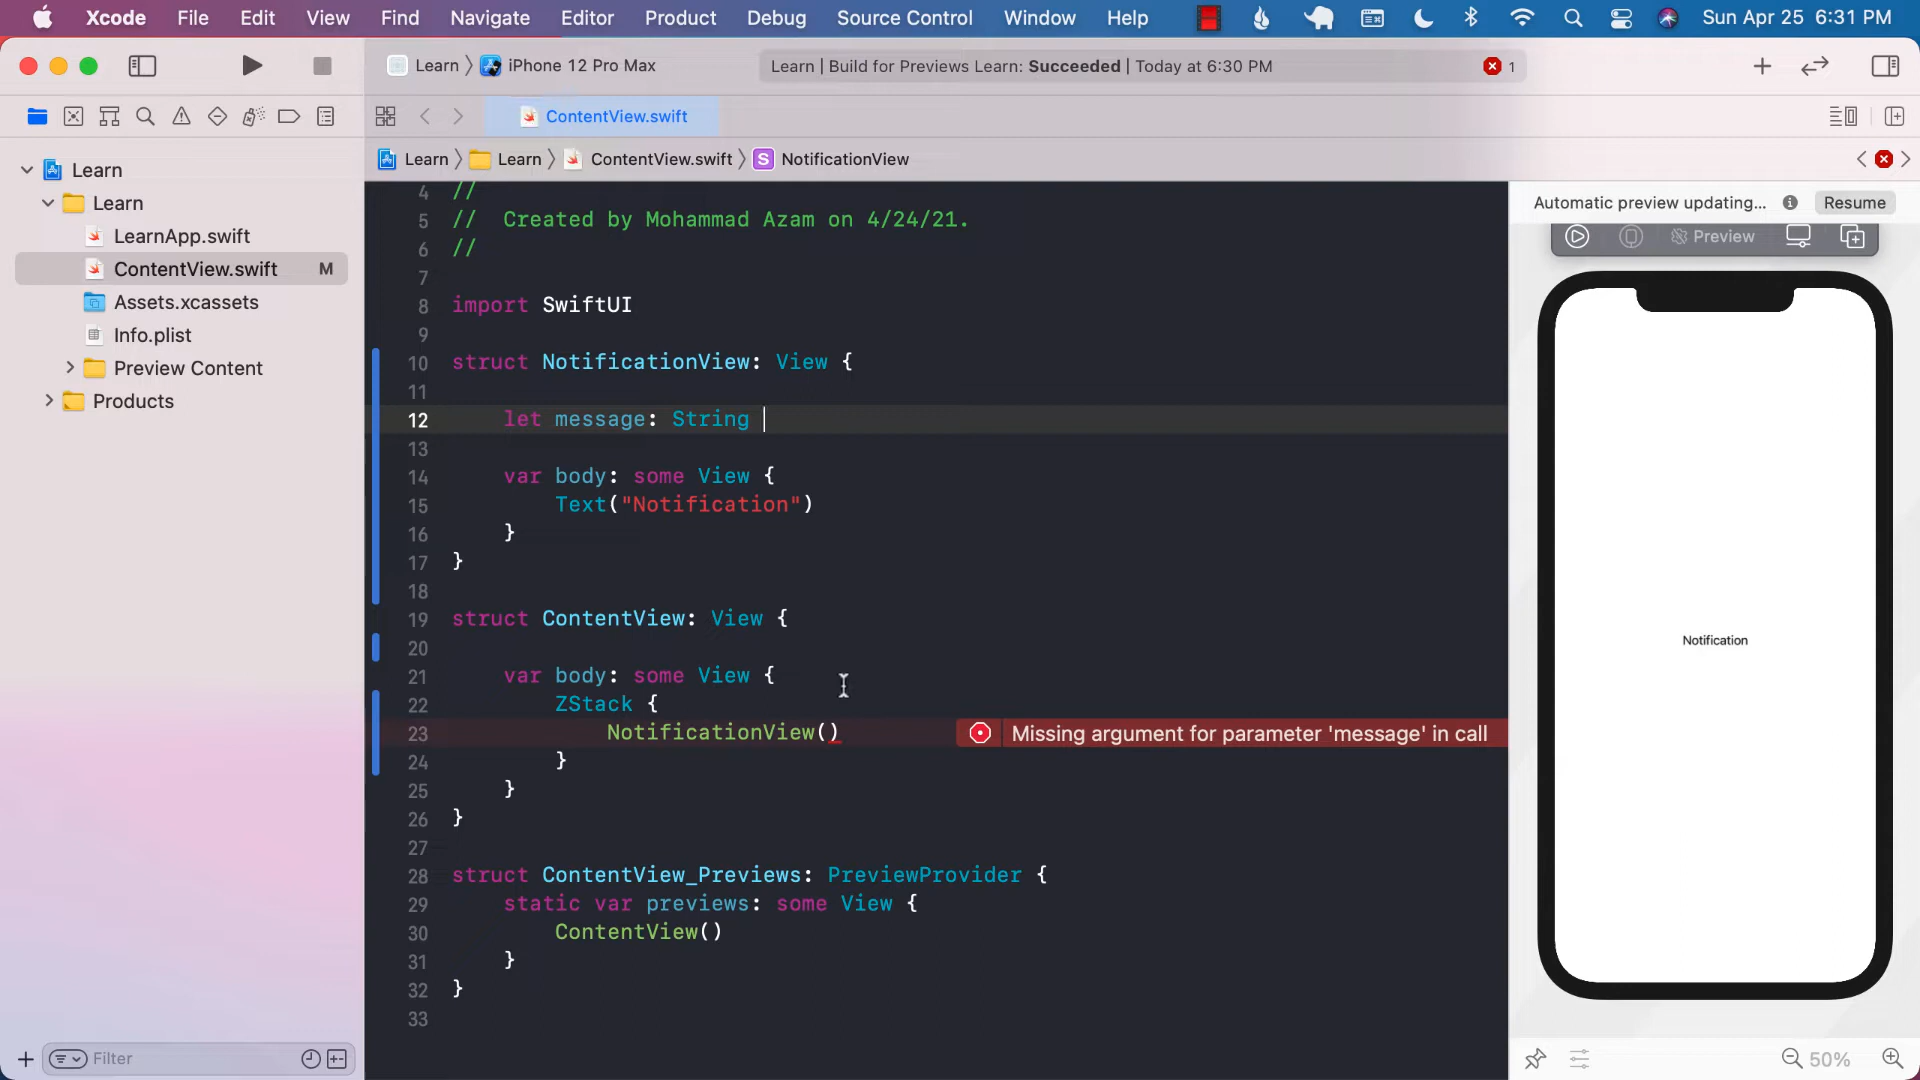 Xcode File Edit View Find Navigate Editor Product Debug Source Control Window Help Sun Apr 25 6:31 PM
Learn iPhone 12 Pro Max Learn | Build for Previews Learn: Succeeded | Today at 6:30 PM 1
ContentView.swift
Learn Learn ContentView.swift S NotificationView
Learn
Learn
LearnApp.swift
ContentView.swift M
Assets.xcassets
Info.plist
Preview Content
Products
Filter
4 //
5 // Created by Mohammad Azam on 4/24/21.
6 //
7
8 import SwiftUI
9
10 struct NotificationView: View {
11
12 let message: String
13
14 var body: some View {
15 Text("Notification")
16 }
17 }
18
19 struct ContentView: View {
20
21 var body: some View {
22 ZStack {
23 NotificationView() Missing argument for parameter 'message' in call
24 }
25 }
26 }
27
28 struct ContentView_Previews: PreviewProvider {
29 static var previews: some View {
30 ContentView()
31 }
32 }
33
Automatic preview updating... Resume
Preview
Notification
50%